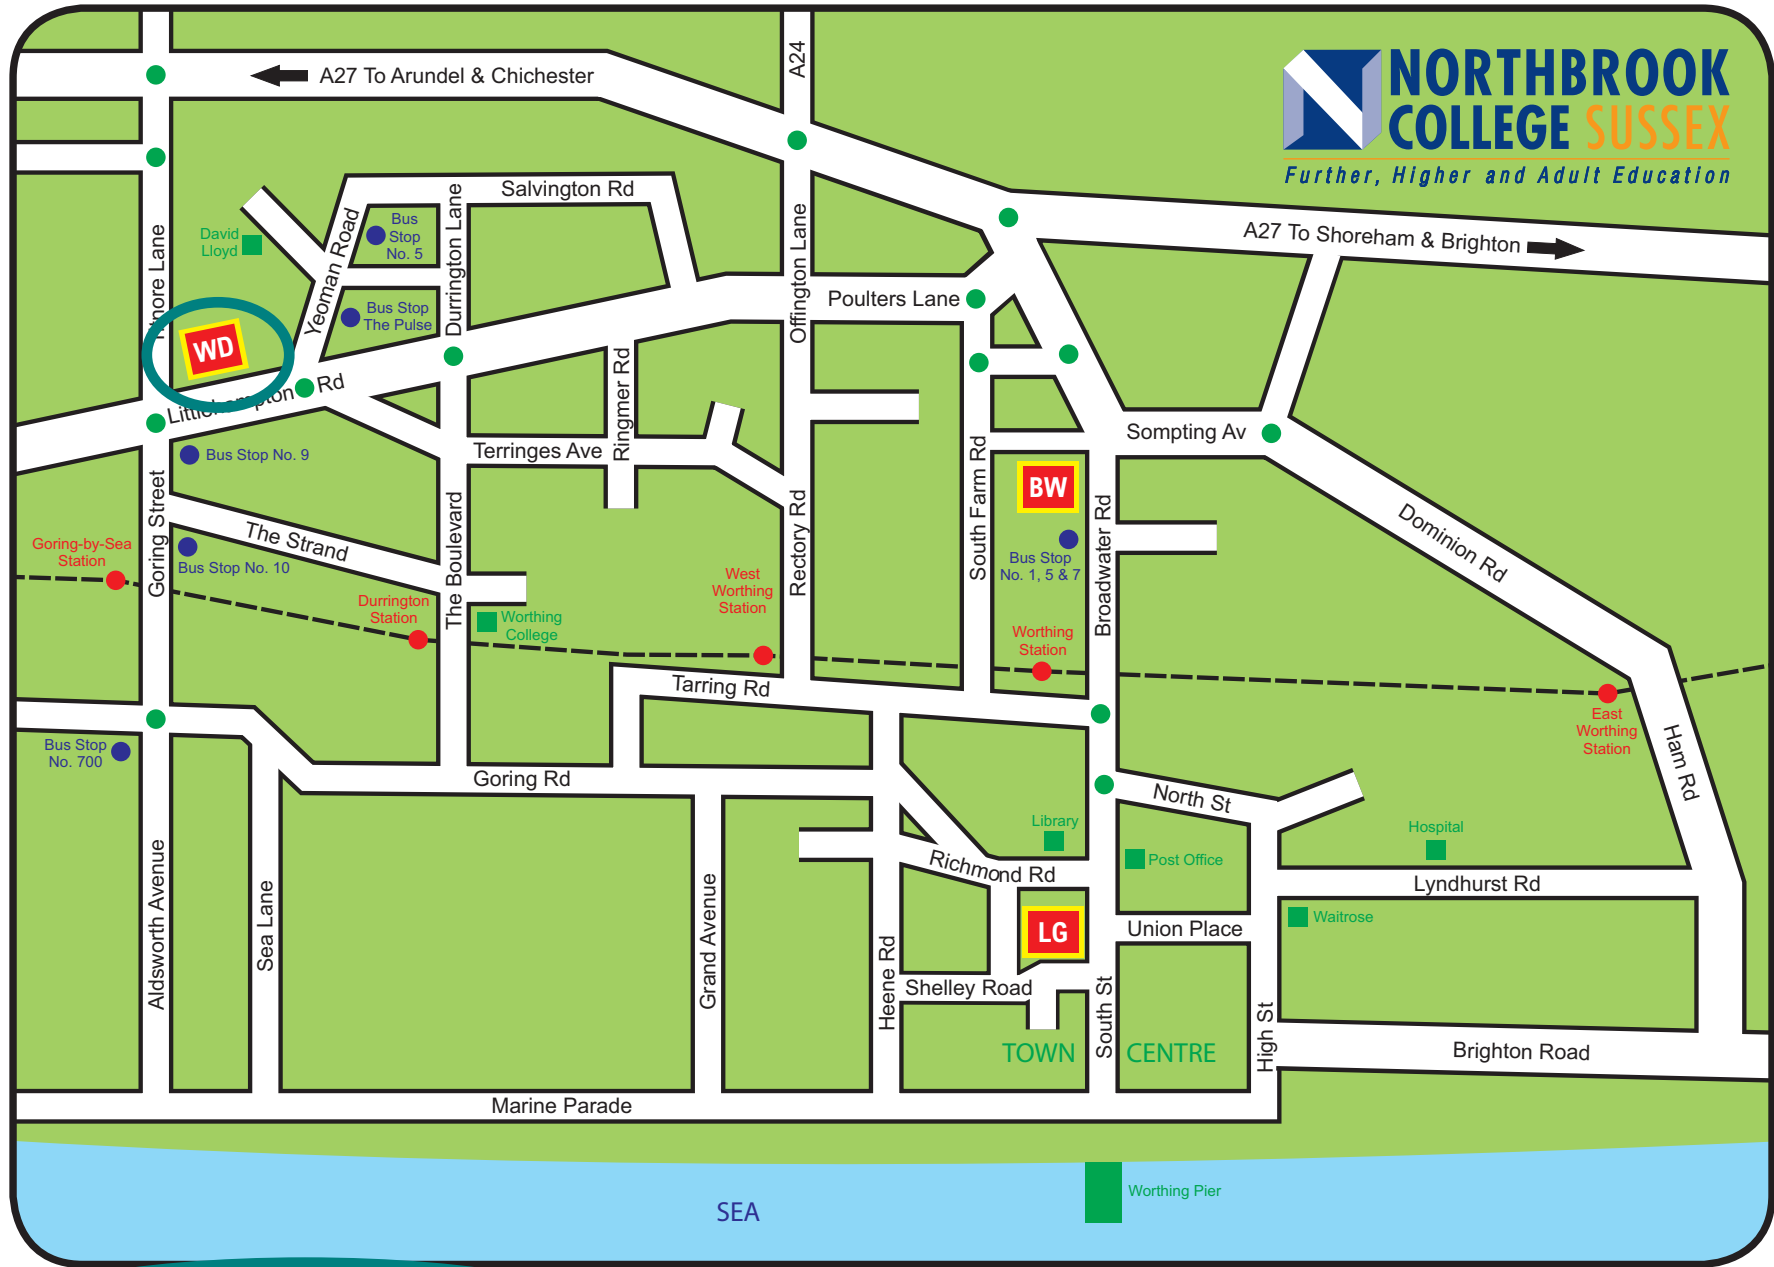 A27 To Arundel & Chichester
A24
NORTHBROOK
COLLEGE SUSSEX
Further, Higher and Adult Education
Salvington Rd
David
Lloyd
Yeoman Road
Bus
Stop
No. 5
Durrington Lane
Offington Lane
A27 To Shoreham & Brighton
Bus Stop
The Pulse
Poulters Lane
WD
Rd
Ringmer Rd
Bus Stop No. 9
Terringes Ave
Sompting Av
South Farm Rd
BW
Broadwater Rd
Goring Street
The Strand
The Boulevard
Rectory Rd
Dominion Rd
Goring-by-Sea
Station
Bus Stop No. 10
Bus Stop
No. 1, 5 & 7
Durrington
Station
Worthing
College
West
Worthing
Station
Worthing
Station
Tarring Rd
East
Worthing
Station
Bus Stop
No. 700
Goring Rd
Ham Rd
North St
Library
Hospital
Richmond Rd
Post Office
Lyndhurst Rd
Aldsworth Avenue
Sea Lane
Grand Avenue
Heene Rd
LG
Union Place
Waitrose
Shelley Road
South St
High St
TOWN CENTRE
Brighton Road
Marine Parade
Worthing Pier
SEA